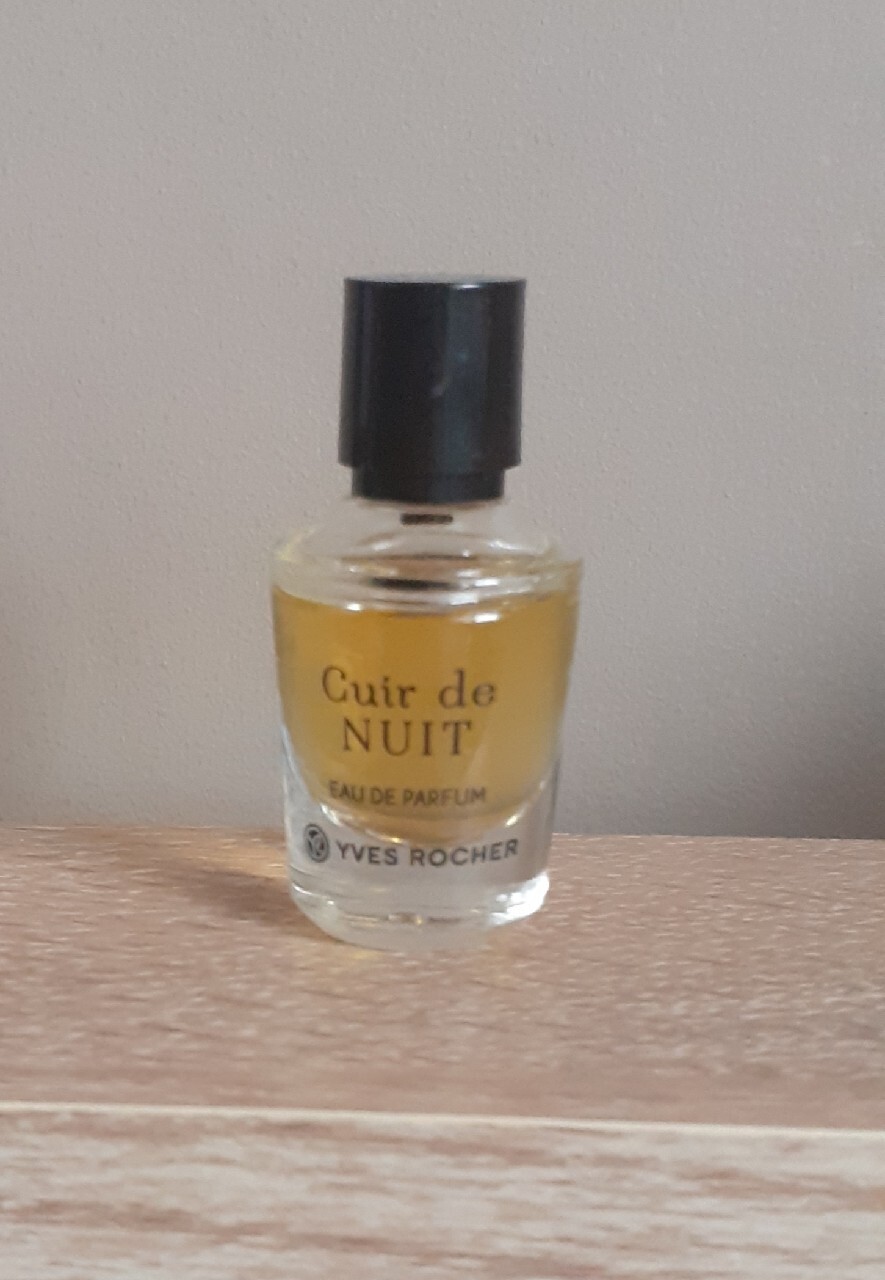 Cuir de
NUIT
EAU DE PARFUM
YVES ROCHER